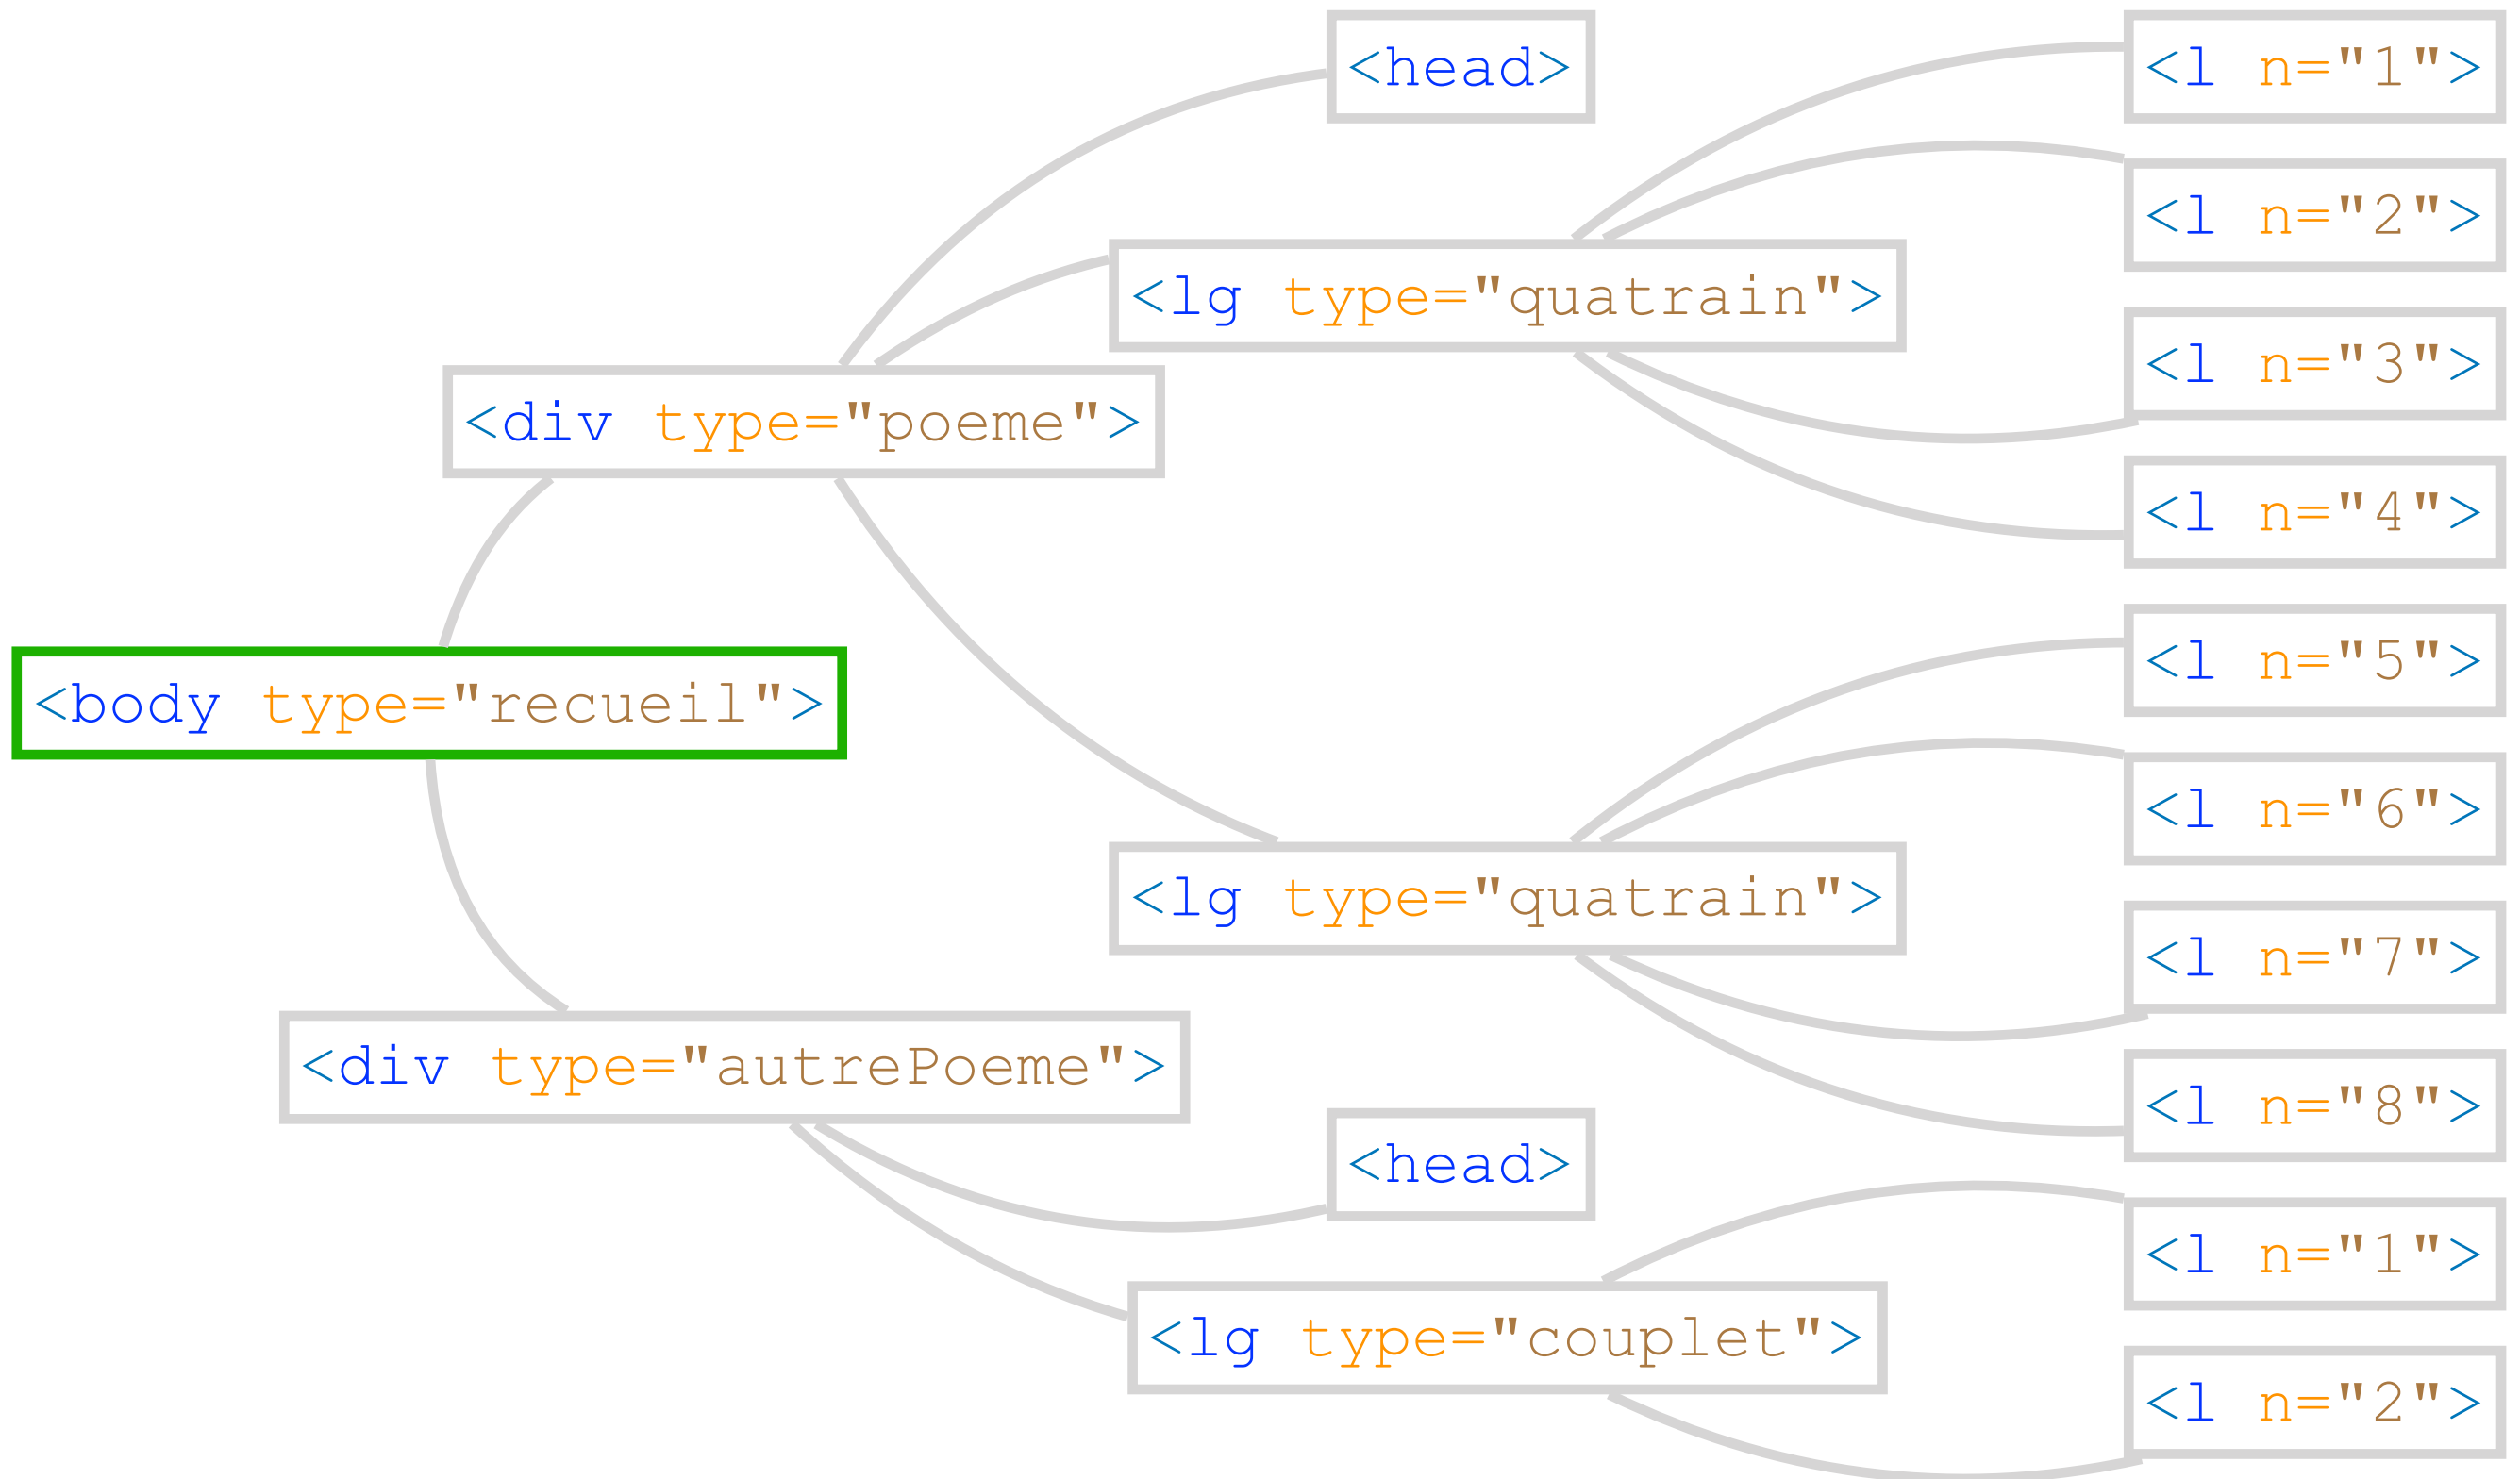 <head>
<l n="1">
<l n="2">
<lg type="quatrain">
<l n="3">
<div type="poeme">
<l n="4">
<l n="5">
<body type="recueil">
<l n="6">
<lg type="quatrain">
<l n="7">
<div type="autrePoeme">
<l n="8">
<head>
<l n="1">
<lg type="couplet">
<l n="2">